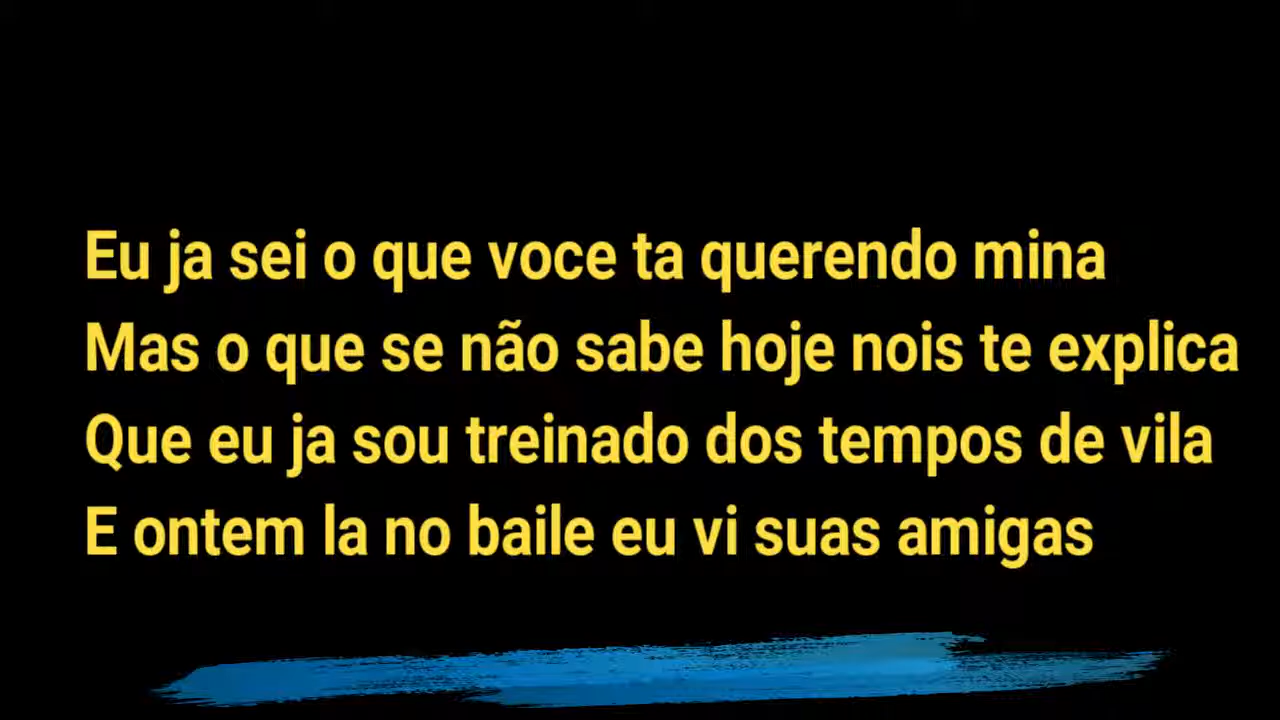 Eu ja sei o que voce ta querendo mina
Mas o que se não sabe hoje nois te explica
Que eu ja sou treinado dos tempos de vila
E ontem la no baile eu vi suas amigas